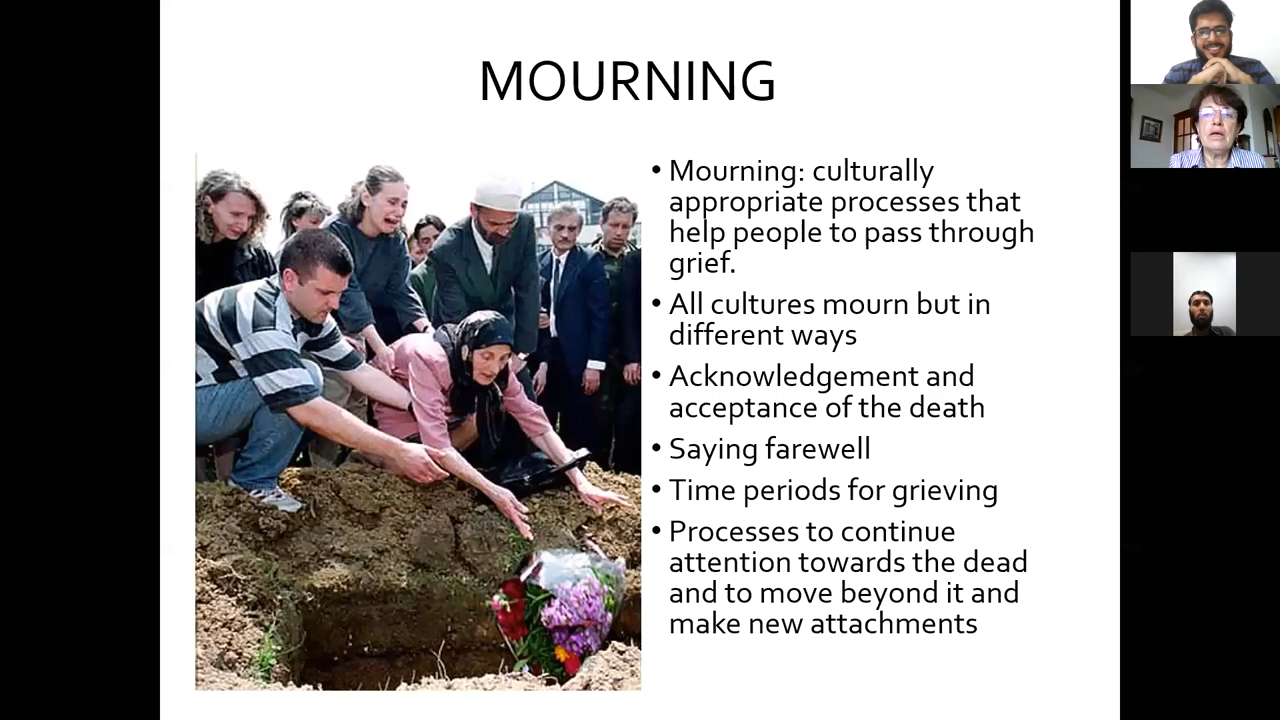 MOURNING
• Mourning: culturally
appropriate processes that
help people to pass through
grief.
• All cultures mourn but in
different ways
• Acknowledgement and
acceptance of the death
• Saying farewell
• Time periods for grieving
• Processes to continue
attention towards the dead
and to move beyond it and
make new attachments